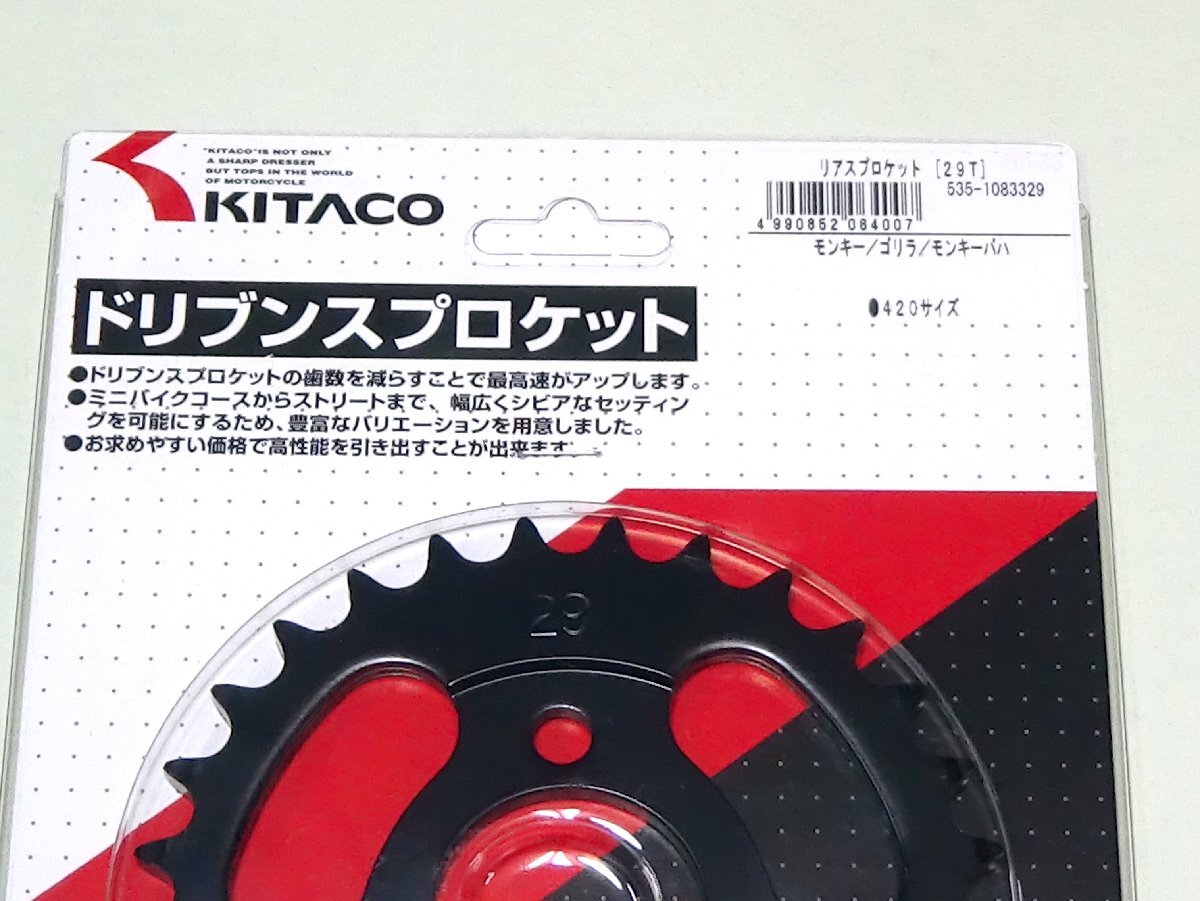 "KITACO" IS NOT ONLY
A SHARP DRESSER
BUT TOPS IN THE WORLD
OF MOTORCYCLE
KITACO
リアスプロケット [29T]
535-1083329
4 990852 084007
モンキー/ゴリラ/モンキーバハ
●420サイズ
ドリブンスプロケット
●ドリブンスプロケットの歯数を減らすことで最高速がアップします。
●ミニバイクコースからストリートまで、幅広くシビアなセッティン
グを可能にするため、豊富なバリエーションを用意しました。
●お求めやすい価格で高性能を引き出すことが出来ます。
29